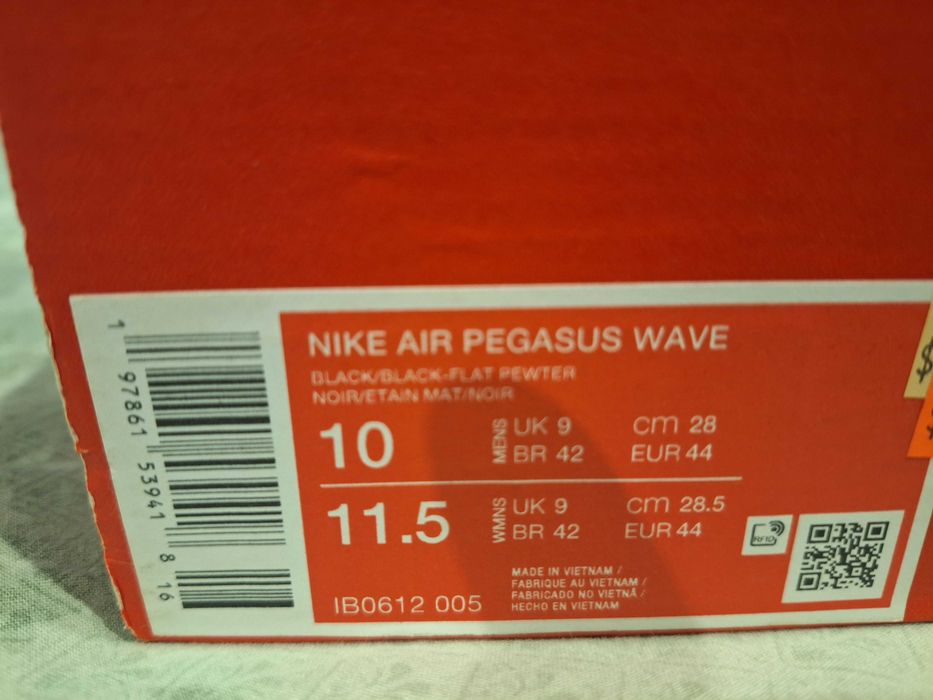 NIKE AIR PEGASUS WAVE
BLACK/BLACK-FLAT PEWTER
NOIR/ETAIN MAT/NOIR
10 MENS UK 9 cm 28
BR 42 EUR 44
11.5 WMNS UK 9 cm 28.5
BR 42 EUR 44
RFID
MADE IN VIETNAM /
FABRIQUE AU VIETNAM /
FABRICADO NO VIETNÃ /
HECHO EN VIETNAM
IB0612 005
1 97861 53941 8 16
$